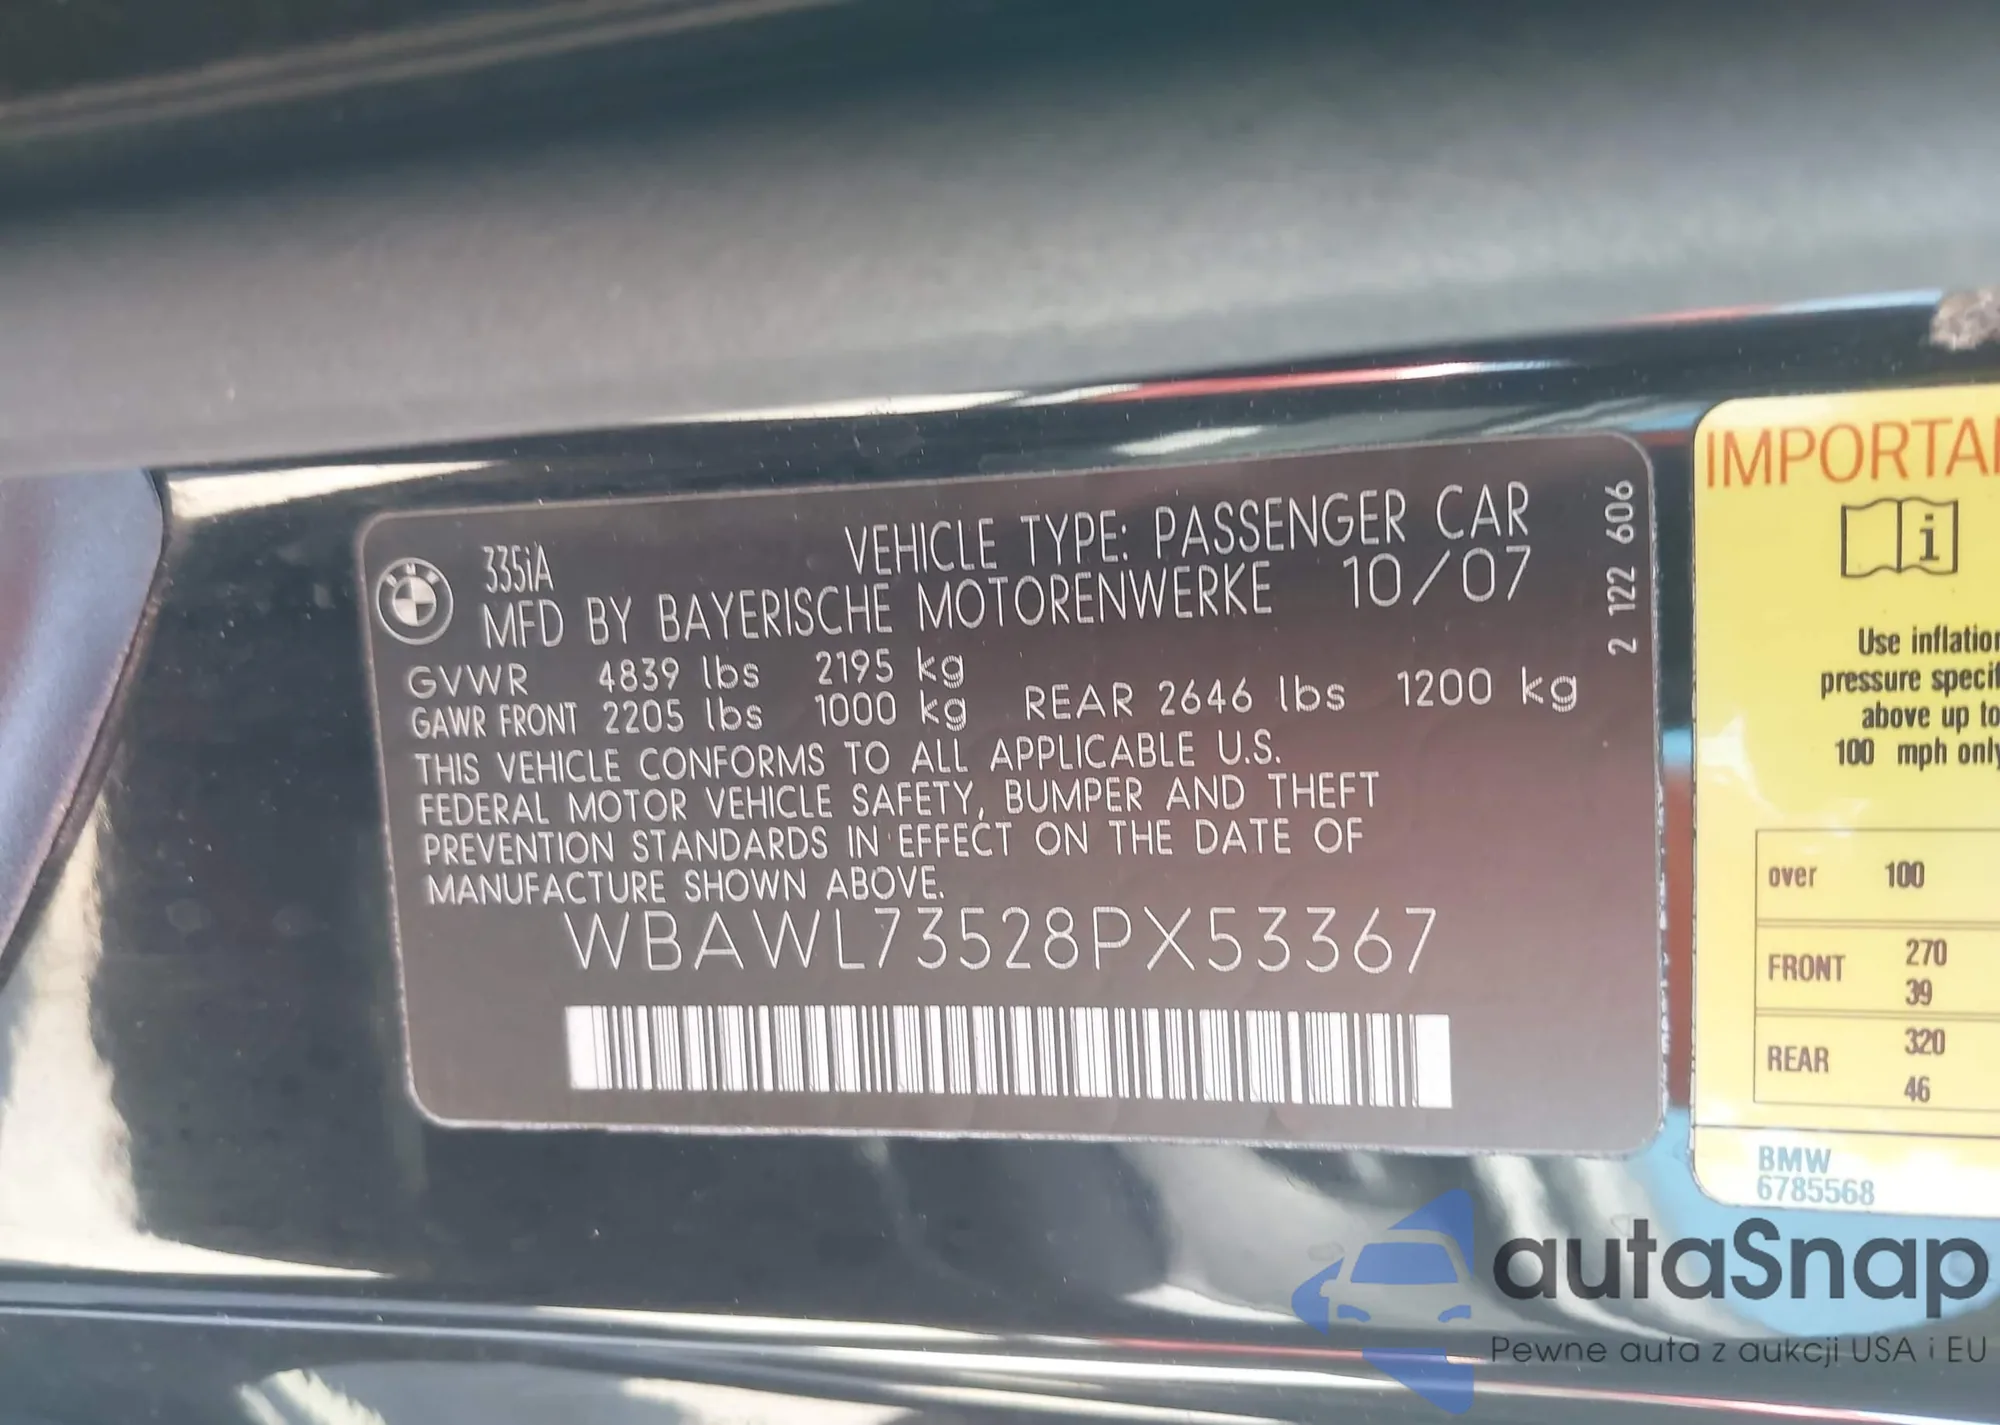 335iA
VEHICLE TYPE: PASSENGER CAR
MFD BY BAYERISCHE MOTORENWERKE 10/07
GVWR 4839 lbs 2195 kg
GAWR FRONT 2205 lbs 1000 kg REAR 2646 lbs 1200 kg
THIS VEHICLE CONFORMS TO ALL APPLICABLE U.S.
FEDERAL MOTOR VEHICLE SAFETY, BUMPER AND THEFT
PREVENTION STANDARDS IN EFFECT ON THE DATE OF
MANUFACTURE SHOWN ABOVE.
WBAWL73528PX53367
2 122 606
IMPORTA
i
Use inflation
pressure specif
above up to
100 mph only
over 100
FRONT 270
39
REAR 320
46
BMW
6785568
autaSnap
Pewne auta z aukcji USA i EU